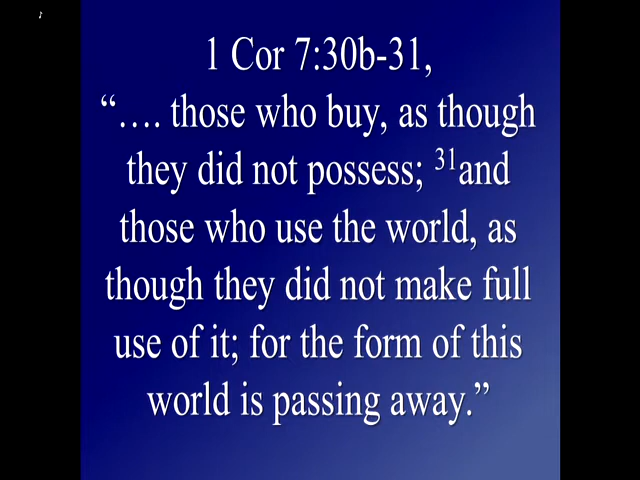 1 Cor 7:30b-31,
“…. those who buy, as though
they did not possess; ³¹and
those who use the world, as
though they did not make full
use of it; for the form of this
world is passing away.”